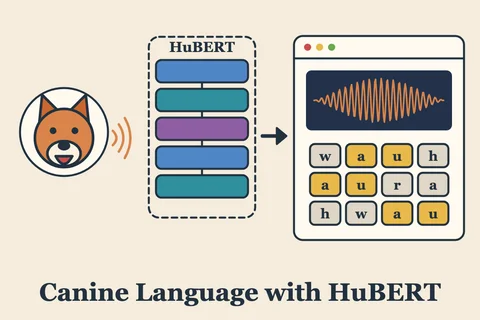 HuBERT
w a u h
a u r a
h w a u
Canine Language with HuBERT